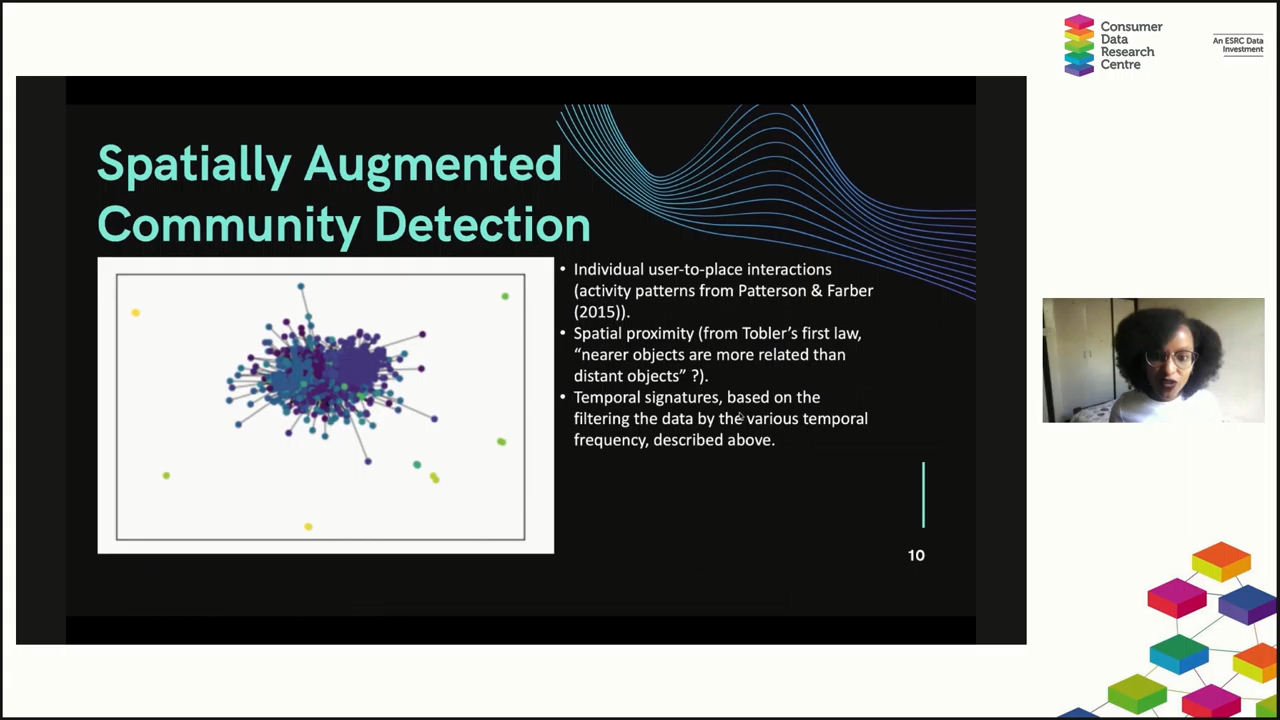 Consumer
Data
Research
Centre
An ESRC Data
Investment
Spatially Augmented
Community Detection
• Individual user-to-place interactions
(activity patterns from Patterson & Farber
(2015)).
• Spatial proximity (from Tobler’s first law,
“nearer objects are more related than
distant objects” ?).
• Temporal signatures, based on the
filtering the data by the various temporal
frequency, described above.
10